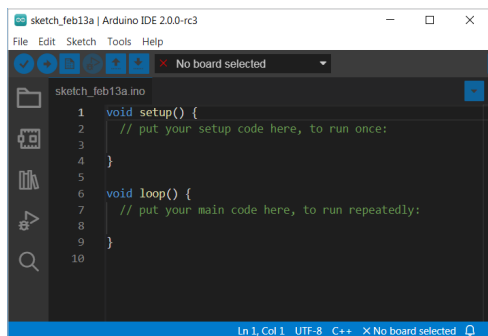 sketch_feb13a | Arduino IDE 2.0.0-rc3
File Edit Sketch Tools Help
No board selected
sketch_feb13a.ino
1 void setup() {
2 // put your setup code here, to run once:
3
4 }
5
6 void loop() {
7 // put your main code here, to run repeatedly:
8
9 }
10
Ln 1, Col 1 UTF-8 C++ ✕ No board selected